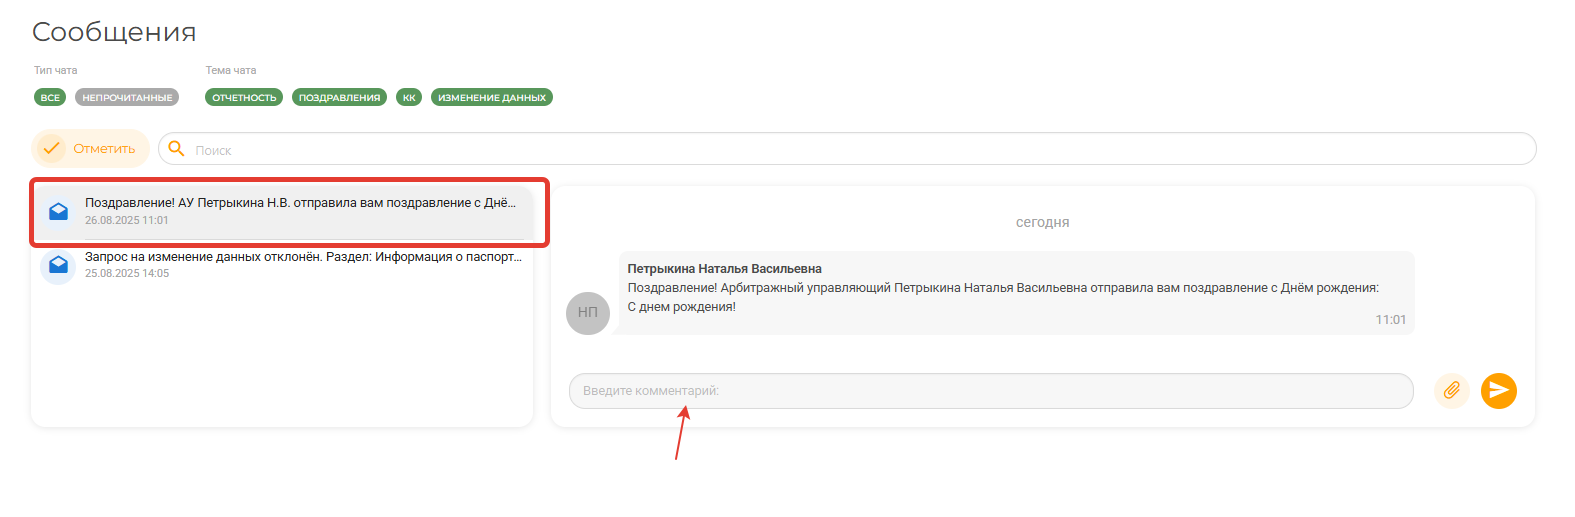 Сообщения
Тип чата
Тема чата
ВСЕ
НЕПРОЧИТАННЫЕ
ОТЧЕТНОСТЬ
ПОЗДРАВЛЕНИЯ
КК
ИЗМЕНЕНИЕ ДАННЫХ
Отметить
Поиск
Поздравление! АУ Петрыкина Н.В. отправила вам поздравление с Днё...
26.08.2025 11:01
Запрос на изменение данных отклонён. Раздел: Информация о паспорт...
25.08.2025 14:05
сегодня
Петрыкина Наталья Васильевна
Поздравление! Арбитражный управляющий Петрыкина Наталья Васильевна отправила вам поздравление с Днём рождения:
С днем рождения!
НП
11:01
Введите комментарий: